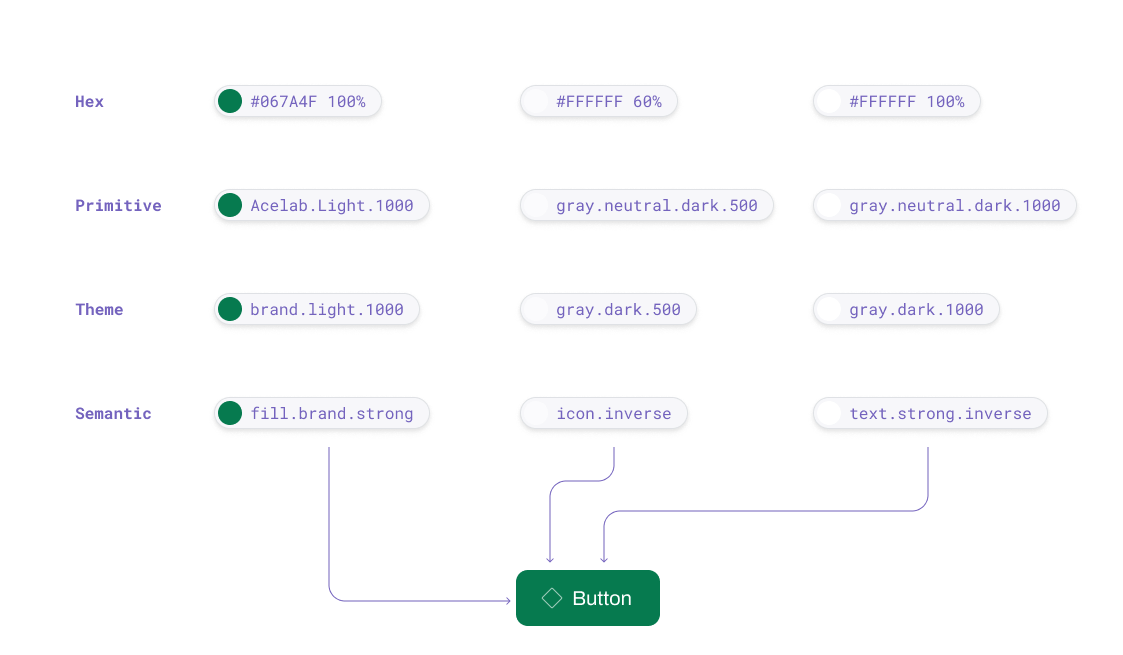 Hex #067A4F 100% #FFFFFF 60% #FFFFFF 100%
Primitive Acelab.Light.1000 gray.neutral.dark.500 gray.neutral.dark.1000
Theme brand.light.1000 gray.dark.500 gray.dark.1000
Semantic fill.brand.strong icon.inverse text.strong.inverse
Button